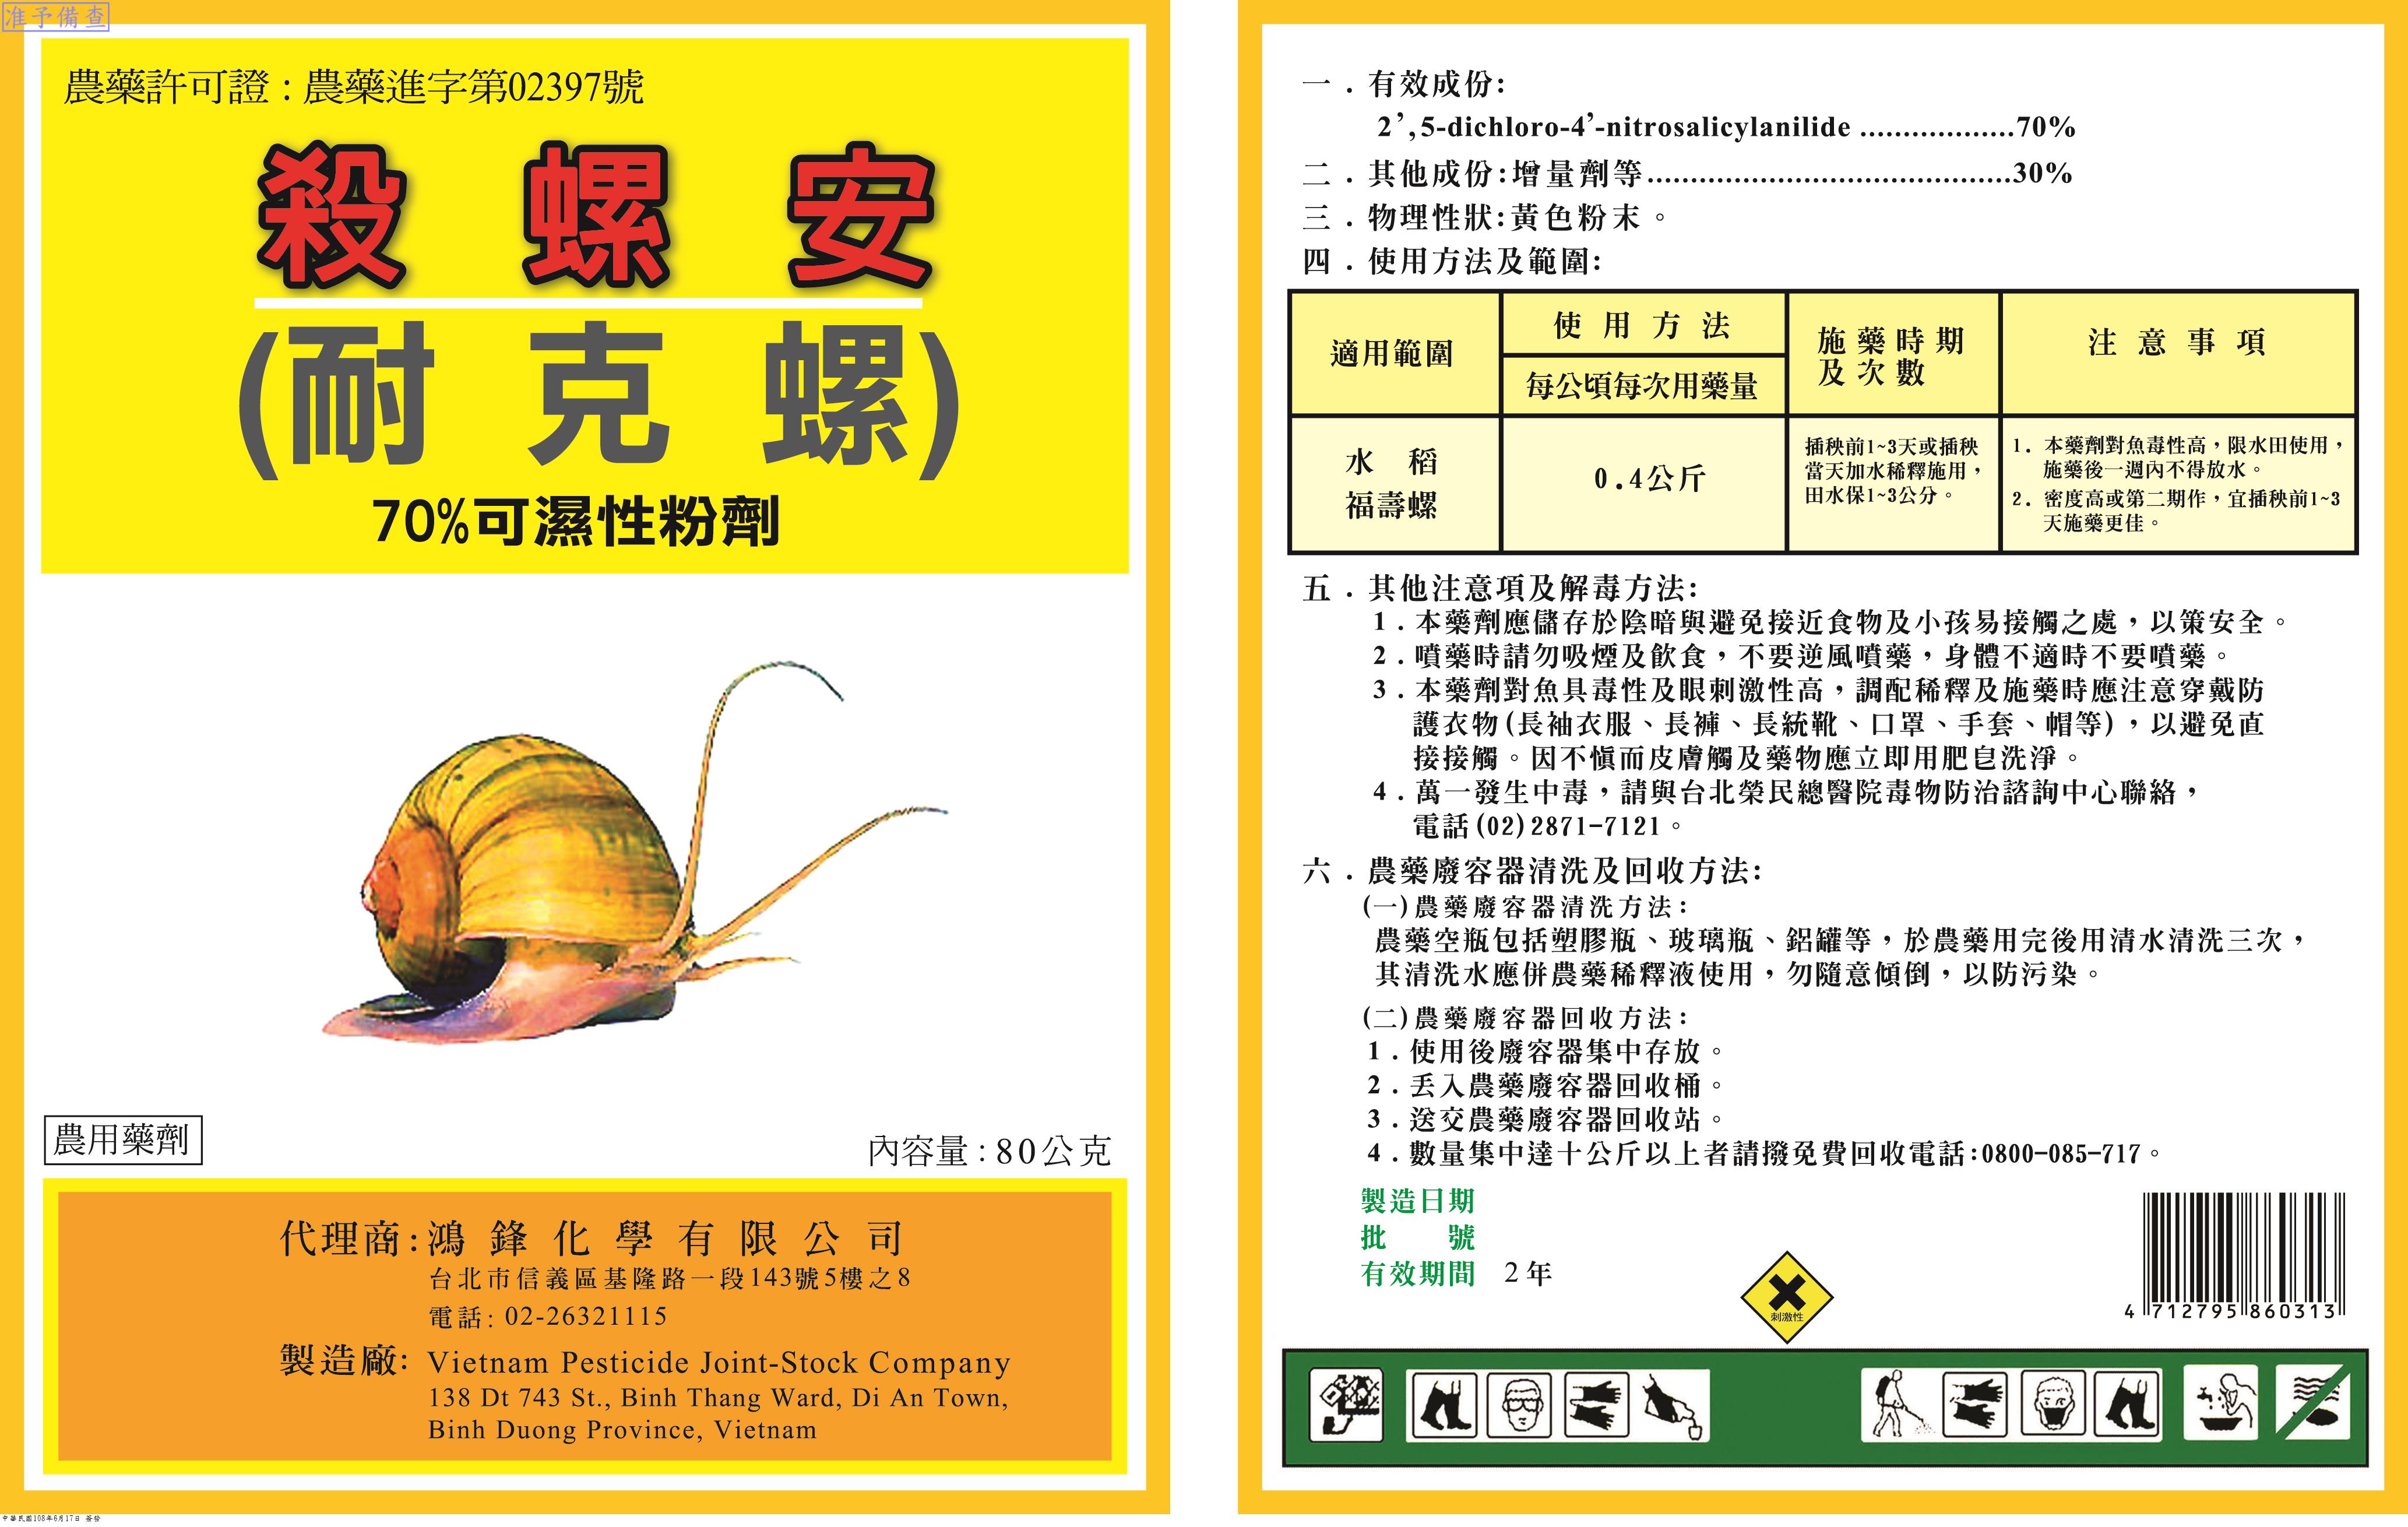 准予備查
農藥許可證：農藥進字第02397號
殺螺安
(耐克螺)
70%可濕性粉劑
農用藥劑
內容量：80公克
代理商:鴻鋒化學有限公司
台北市信義區基隆路一段143號5樓之8
電話: 02-26321115
製造廠: Vietnam Pesticide Joint-Stock Company
138 Dt 743 St., Binh Thang Ward, Di An Town,
Binh Duong Province, Vietnam
中華民國108年6月17日 簽發
一．有效成份:
2’,5-dichloro-4’-nitrosalicylanilide ..................70%
二．其他成份:增量劑等..........................................30%
三．物理性狀:黃色粉末。
四．使用方法及範圍:
適用範圍
使用方法
每公頃每次用藥量
施藥時期
及次數
注意事項
水稻
福壽螺
0.4公斤
插秧前1~3天或插秧
當天加水稀釋施用，
田水保1~3公分。
1. 本藥劑對魚毒性高，限水田使用，
施藥後一週內不得放水。
2. 密度高或第二期作，宜插秧前1~3
天施藥更佳。
五．其他注意項及解毒方法:
1．本藥劑應儲存於陰暗與避免接近食物及小孩易接觸之處，以策安全。
2．噴藥時請勿吸煙及飲食，不要逆風噴藥，身體不適時不要噴藥。
3．本藥劑對魚具毒性及眼刺激性高，調配稀釋及施藥時應注意穿戴防
護衣物(長袖衣服、長褲、長統靴、口罩、手套、帽等)，以避免直
接接觸。因不慎而皮膚觸及藥物應立即用肥皂洗淨。
4．萬一發生中毒，請與台北榮民總醫院毒物防治諮詢中心聯絡，
電話(02)2871-7121。
六．農藥廢容器清洗及回收方法:
(一)農藥廢容器清洗方法:
農藥空瓶包括塑膠瓶、玻璃瓶、鋁罐等，於農藥用完後用清水清洗三次，
其清洗水應併農藥稀釋液使用，勿隨意傾倒，以防污染。
(二)農藥廢容器回收方法:
1．使用後廢容器集中存放。
2．丟入農藥廢容器回收桶。
3．送交農藥廢容器回收站。
4．數量集中達十公斤以上者請撥免費回收電話:0800-085-717。
製造日期
批號
有效期間 2年
刺激性
4 712795 860313